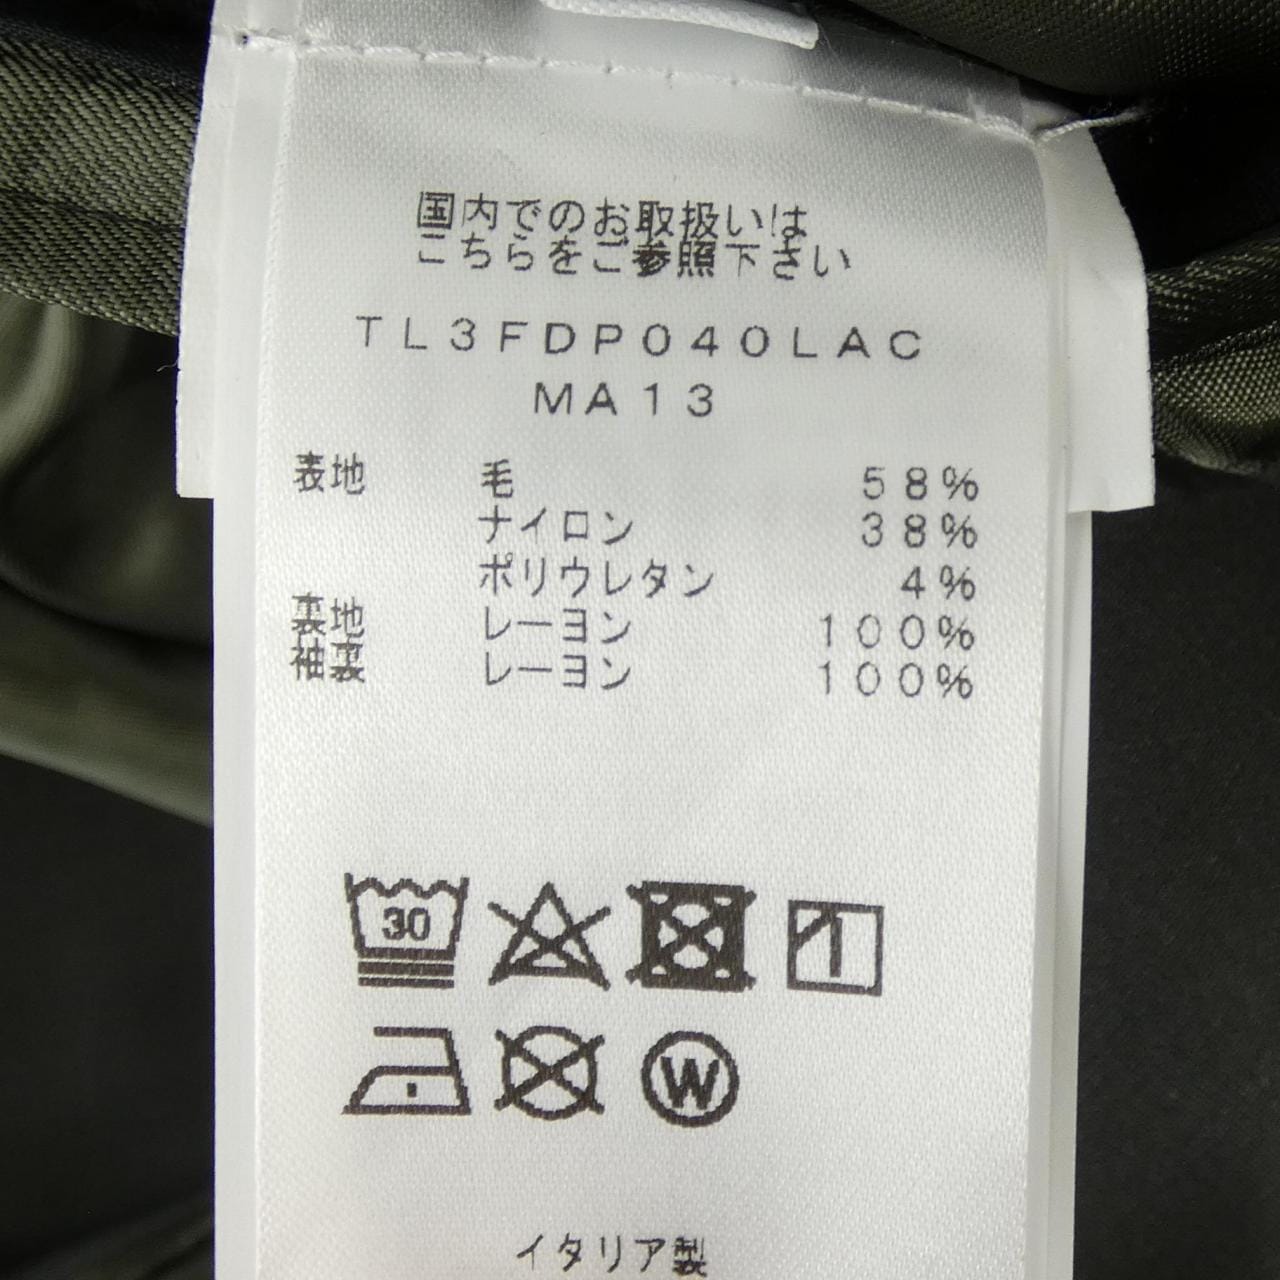 国内でのお取扱いは
こちらをご参照下さい
TL3FDP040LAC
MA13
表地 毛 58%
ナイロン 38%
ポリウレタン 4%
裏地 レーヨン 100%
袖裏 レーヨン 100%
30
W
イタリア製